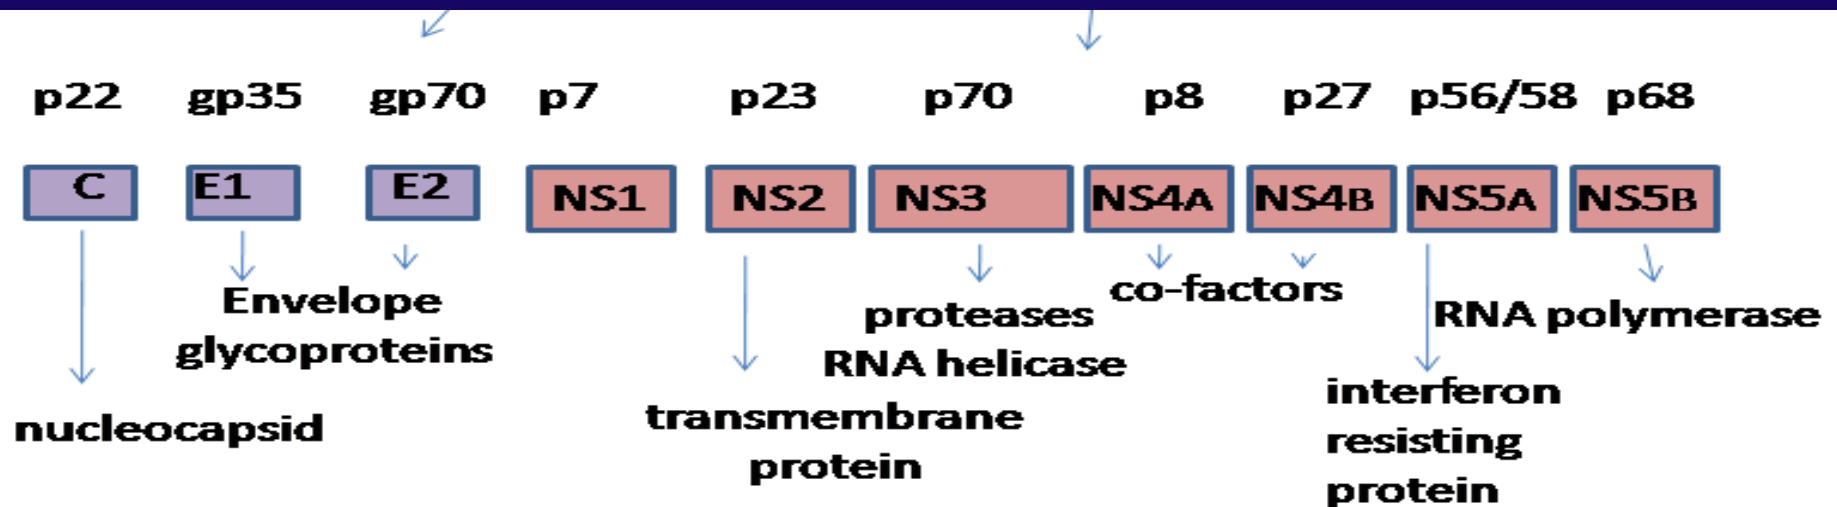 p22 gp35 gp70 p7 p23 p70 p8 p27 p56/58 p68
C E1 E2 NS1 NS2 NS3 NS4A NS4B NS5A NS5B
Envelope
glycoproteins
nucleocapsid
transmembrane
protein
proteases
RNA helicase
co-factors
interferon
resisting
protein
RNA polymerase